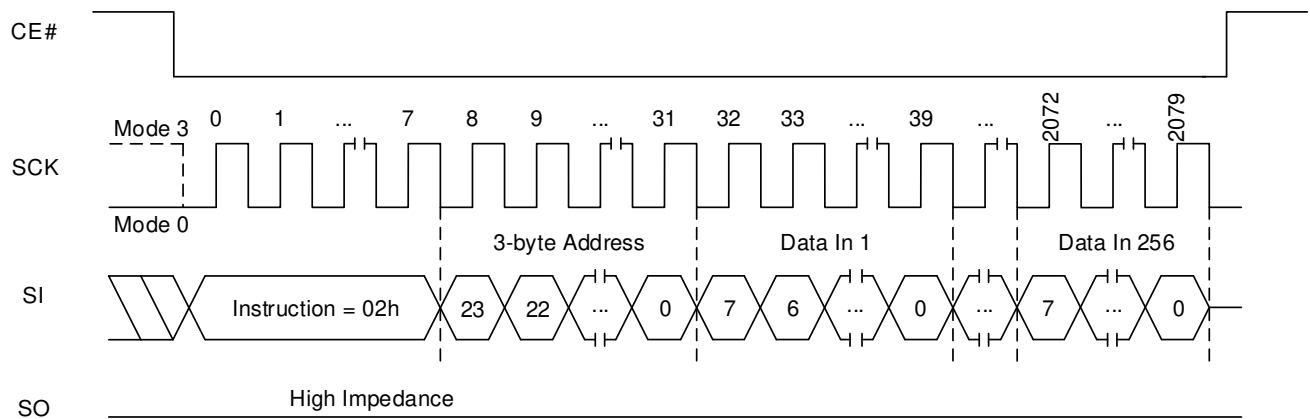 CE#
0 1 ... 7 8 9 ... 31 32 33 ... 39 ... 2072 ... 2079
Mode 3
SCK
Mode 0
3-byte Address Data In 1 Data In 256
SI Instruction = 02h 23 22 ... 0 7 6 ... 0 ... 7 ... 0
High Impedance
SO